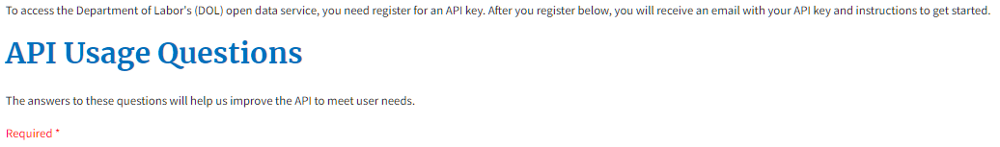 To access the Department of Labor's (DOL) open data service, you need register for an API key. After you register below, you will receive an email with your API key and instructions to get started.
API Usage Questions
The answers to these questions will help us improve the API to meet user needs.
Required *